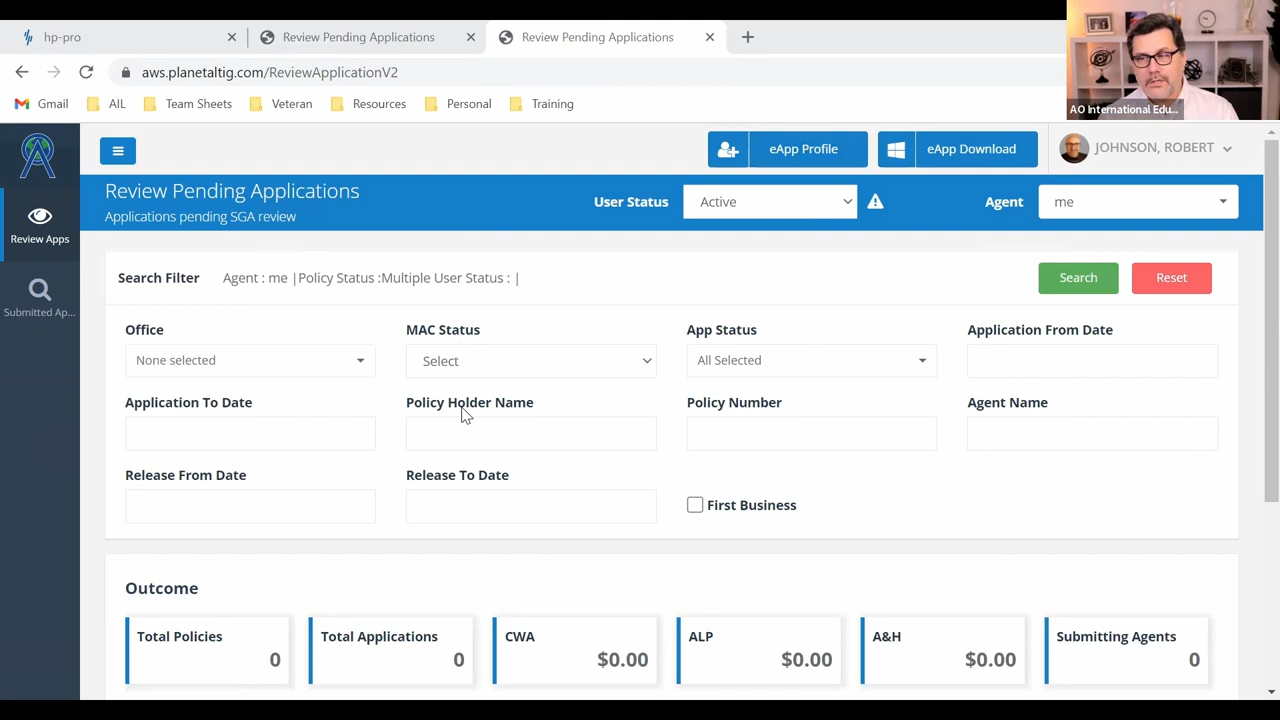 hp-pro
Review Pending Applications
Review Pending Applications
aws.planetaltig.com/ReviewApplicationV2
Gmail
AIL
Team Sheets
Veteran
Resources
Personal
Training
AO International Edu...
eApp Profile
eApp Download
JOHNSON, ROBERT
Review Apps
Submitted Ap...
Review Pending Applications
Applications pending SGA review
User Status
Active
Agent
me
Search Filter
Agent : me |Policy Status :Multiple User Status : |
Search
Reset
Office
MAC Status
App Status
Application From Date
None selected
Select
All Selected
Application To Date
Policy Holder Name
Policy Number
Agent Name
Release From Date
Release To Date
First Business
Outcome
Total Policies
0
Total Applications
0
CWA
$0.00
ALP
$0.00
A&H
$0.00
Submitting Agents
0